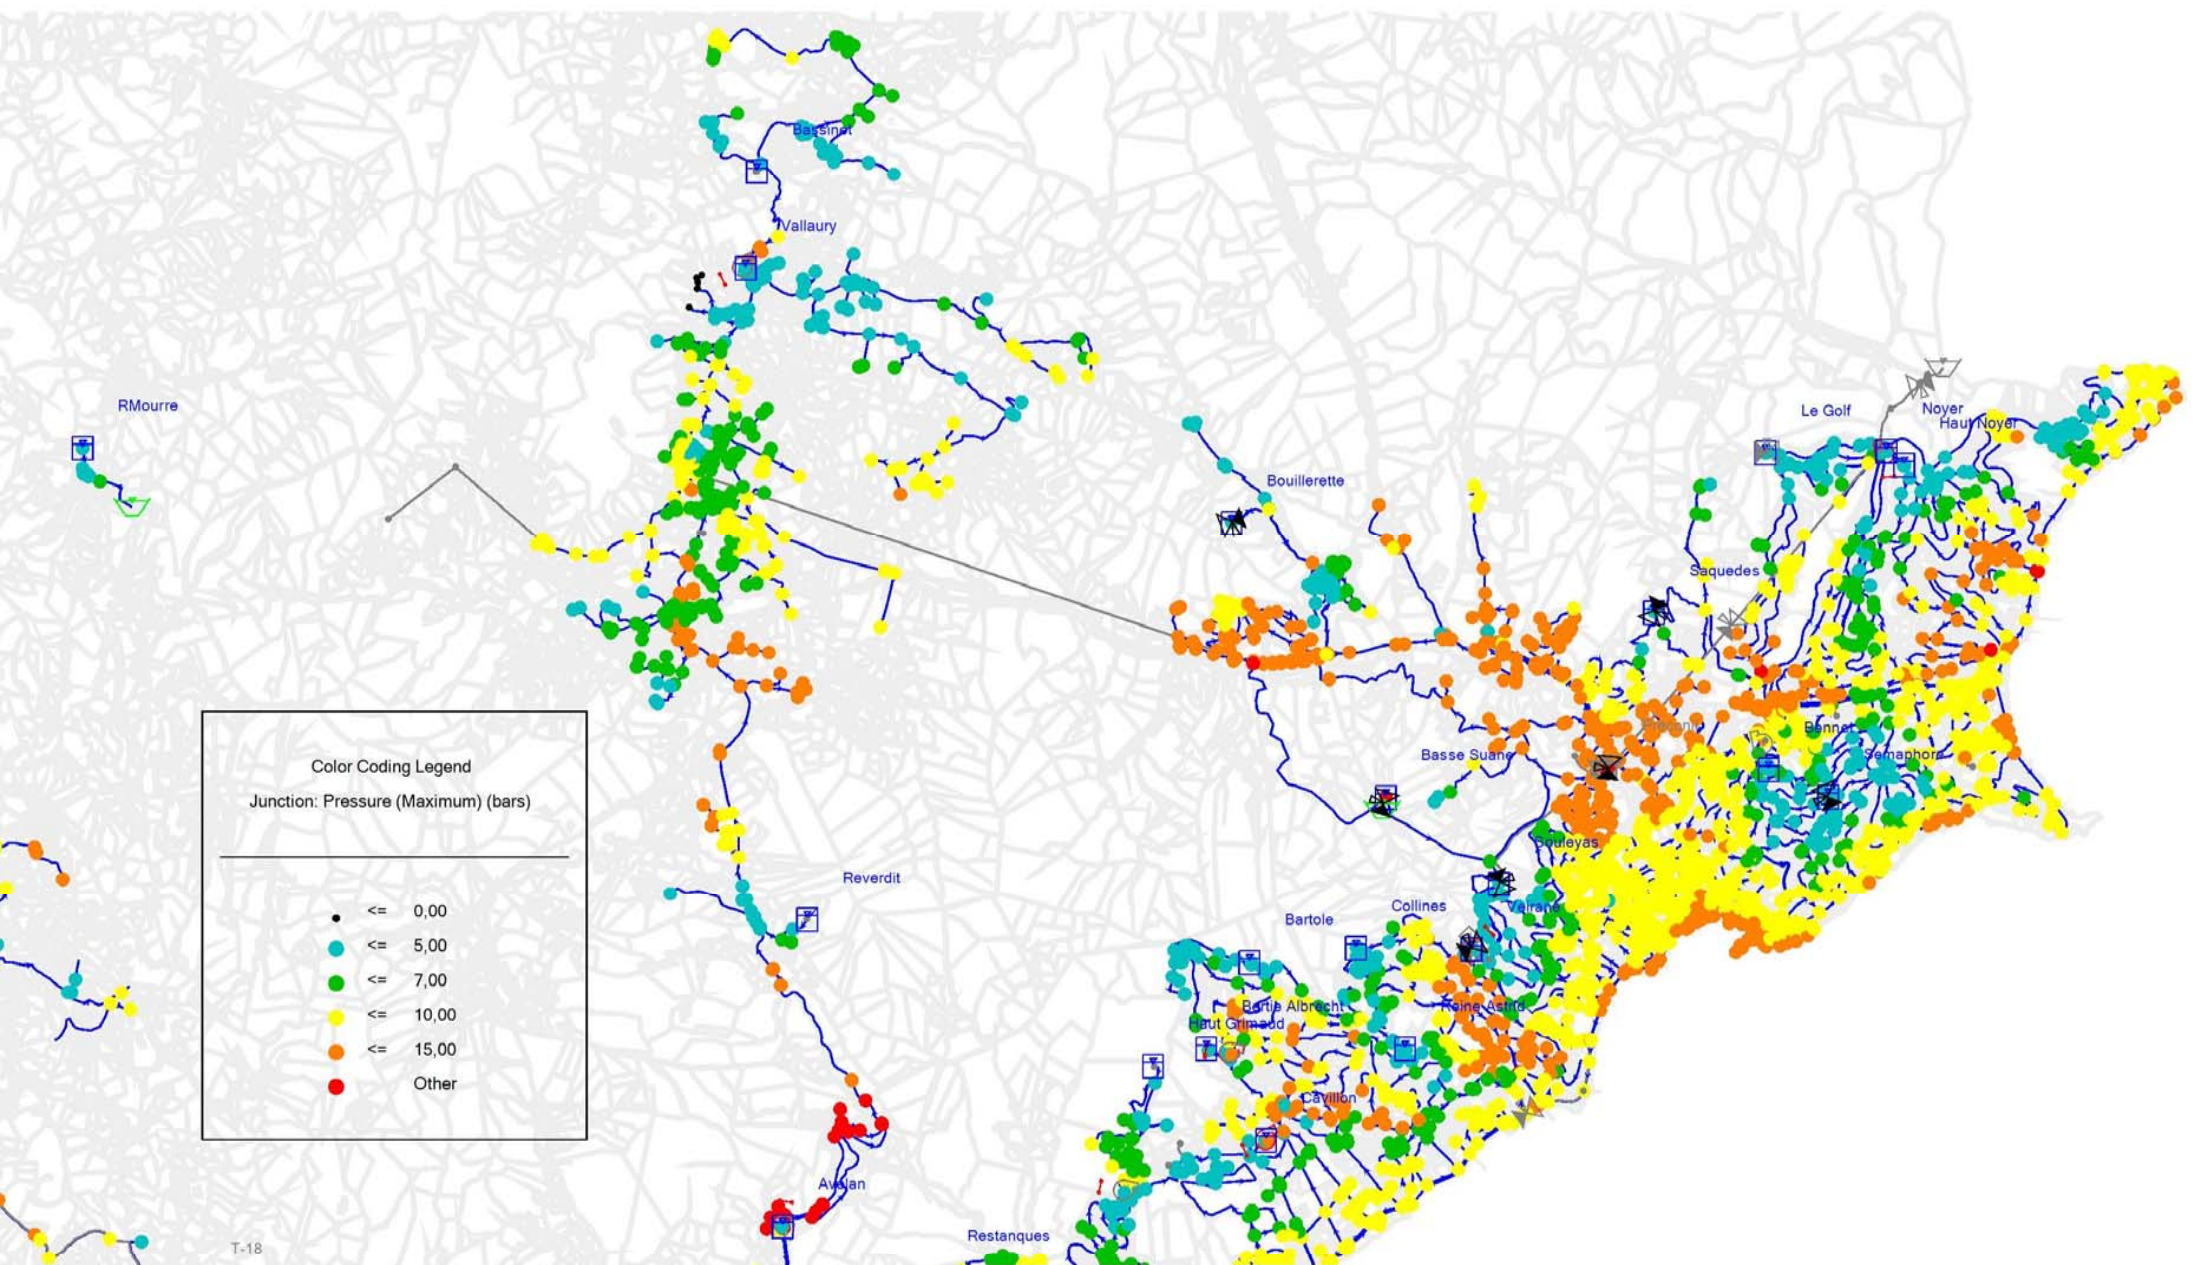 Bassinet
Vallaury
RMourre
Le Golf
Noyer
Haut Noyer
Bouillerette
Saquedes
Bennet
Basse Suane
Semaphore
Color Coding Legend
Junction: Pressure (Maximum) (bars)
<= 0,00
<= 5,00
<= 7,00
<= 10,00
<= 15,00
Other
Souleyas
Reverdit
Collines
Bartole
Bertie Albrecht
Reine Astrid
Haut Grimaud
Cavillon
Avelan
Restanques
T-18